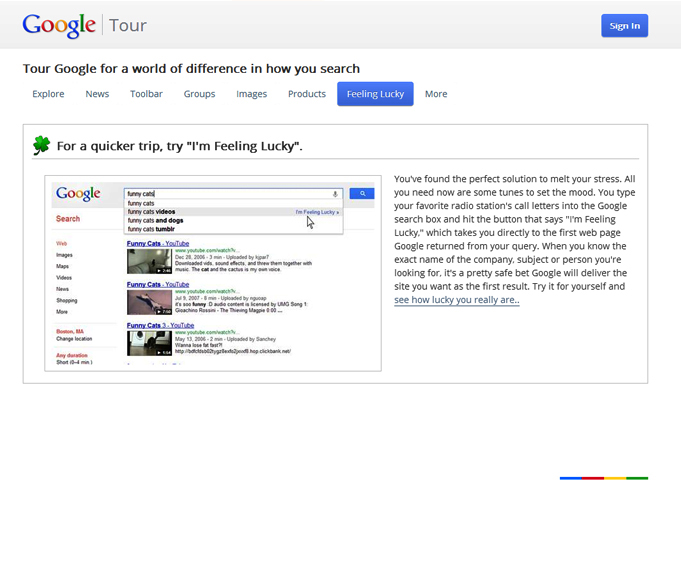 Google Tour
Sign In
Tour Google for a world of difference in how you search
Explore News Toolbar Groups Images Products Feeling Lucky More
For a quicker trip, try "I'm Feeling Lucky".
Google
funny cats
funny cats
funny cats videos
I'm Feeling Lucky »
funny cats and dogs
funny cats tumblr
Search
Web
Images
Maps
Videos
News
Shopping
More
Boston, MA
Change location
Any duration
Short (0–4 min.)
Funny Cats - YouTube
www.youtube.com/watch?v...
Dec 28, 2006 - 3 min - Uploaded by kgsw7
Downloaded vids, sound effects, and threw them together with
music. The cat and the cactus is my own voice.
2:46
Funny Cats - YouTube
www.youtube.com/watch?v...
Jul 9, 2007 - 8 min - Uploaded by nguoap
it's soo funny :D audio content is licensed by UMG Song 1:
Gioachino Rossini - The Thieving Magpie 0:00 ...
7:50
Funny Cats 3 - YouTube
www.youtube.com/watch?v...
May 13, 2006 - 2 min - Uploaded by Sanchey
Wanna lose fat fast?!
You've found the perfect solution to melt your stress. All
you need now are some tunes to set the mood. You type
your favorite radio station's call letters into the Google
search box and hit the button that says "I'm Feeling
Lucky," which takes you directly to the first web page
Google returned from your query. When you know the
exact name of the company, subject or person you're
looking for, it's a pretty safe bet Google will deliver the
site you want as the first result. Try it for yourself and
see how lucky you really are..